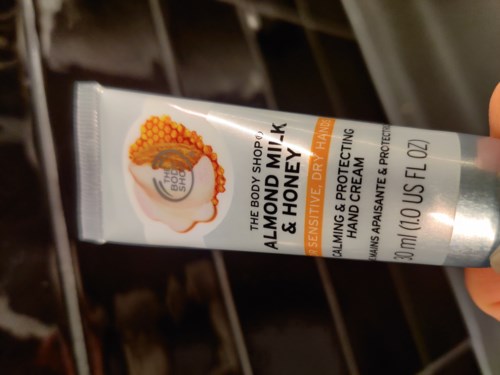 THE BODY SHOP
THE BODY SHOP®
ALMOND MILK
& HONEY
SENSITIVE, DRY HANDS
CALMING & PROTECTING
HAND CREAM
MAINS APAISANTE & PROTECTRICE
30 ml (1.0 US FL OZ)